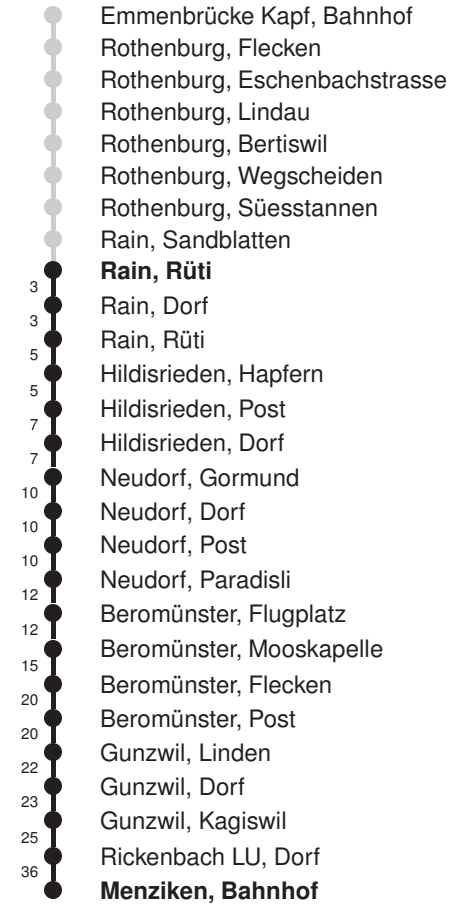 Emmenbrücke Kapf, Bahnhof
Rothenburg, Flecken
Rothenburg, Eschenbachstrasse
Rothenburg, Lindau
Rothenburg, Bertiswil
Rothenburg, Wegscheiden
Rothenburg, Süesstannen
Rain, Sandblatten
Rain, Rüti
3
Rain, Dorf
3
Rain, Rüti
5
Hildisrieden, Hapfern
5
Hildisrieden, Post
7
Hildisrieden, Dorf
7
Neudorf, Gormund
10
Neudorf, Dorf
10
Neudorf, Post
10
Neudorf, Paradisli
12
Beromünster, Flugplatz
12
Beromünster, Mooskapelle
15
Beromünster, Flecken
20
Beromünster, Post
20
Gunzwil, Linden
22
Gunzwil, Dorf
23
Gunzwil, Kagiswil
25
Rickenbach LU, Dorf
36
Menziken, Bahnhof